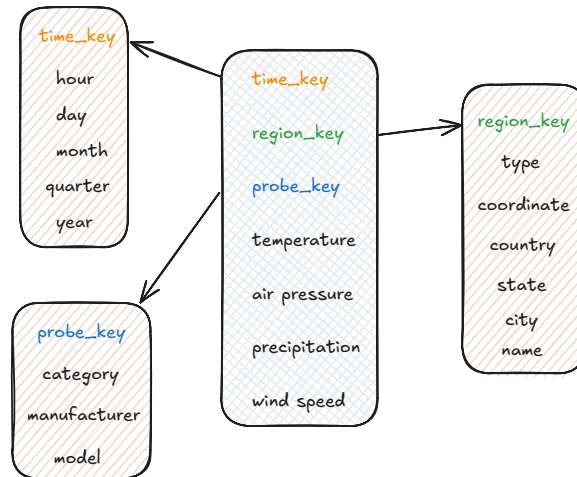 time_key
hour
day
month
quarter
year
time_key
region_key
probe_key
temperature
air pressure
precipitation
wind speed
region_key
type
coordinate
country
state
city
name
probe_key
category
manufacturer
model